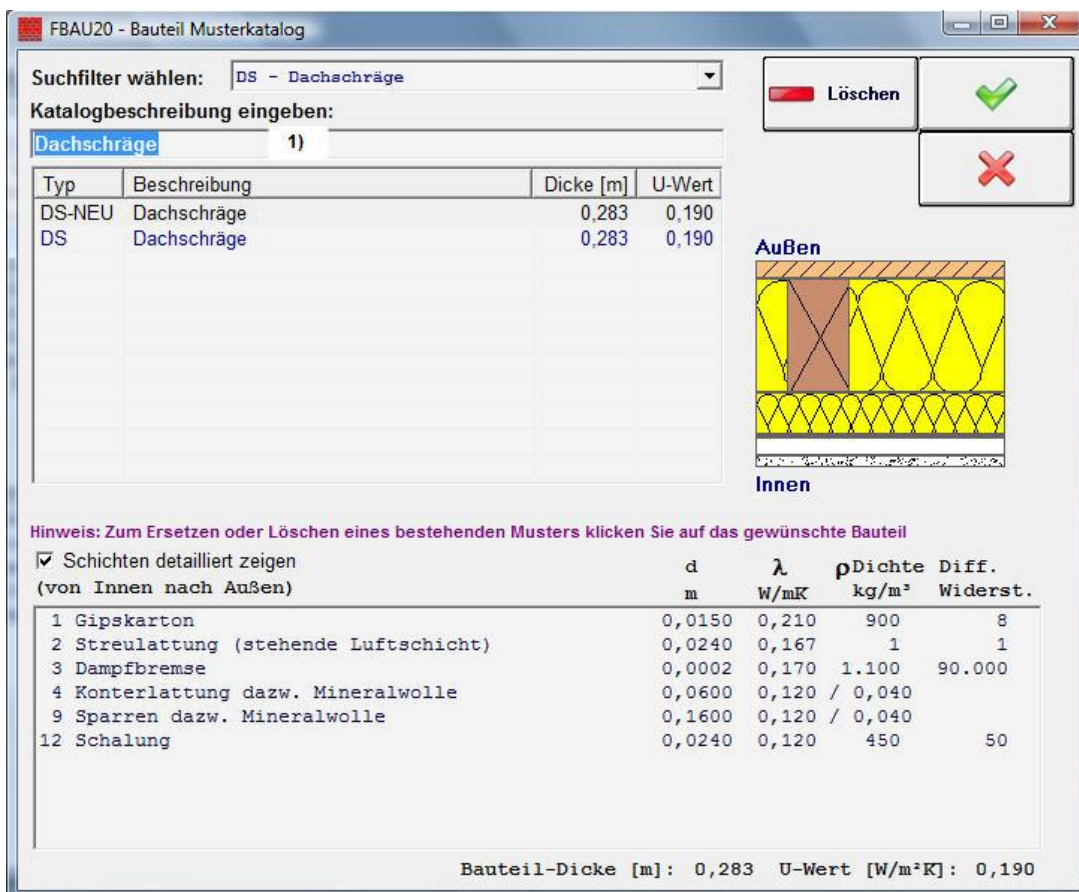 FBAU20 - Bauteil Musterkatalog
Suchfilter wählen: DS - Dachschräge
Löschen
Katalogbeschreibung eingeben:
Dachschräge 1)
Typ Beschreibung Dicke [m] U-Wert
DS-NEU Dachschräge 0,283 0,190
DS Dachschräge 0,283 0,190
Außen
Innen
Hinweis: Zum Ersetzen oder Löschen eines bestehenden Musters klicken Sie auf das gewünschte Bauteil
Schichten detailliert zeigen d λ ρ Dichte Diff.
(von Innen nach Außen) m W/mK kg/m³ Widerst.
1 Gipskarton 0,0150 0,210 900 8
2 Streulattung (stehende Luftschicht) 0,0240 0,167 1 1
3 Dampfbremse 0,0002 0,170 1.100 90.000
4 Konterlattung dazw. Mineralwolle 0,0600 0,120 / 0,040
9 Sparren dazw. Mineralwolle 0,1600 0,120 / 0,040
12 Schalung 0,0240 0,120 450 50
Bauteil-Dicke [m]: 0,283 U-Wert [W/m²K]: 0,190